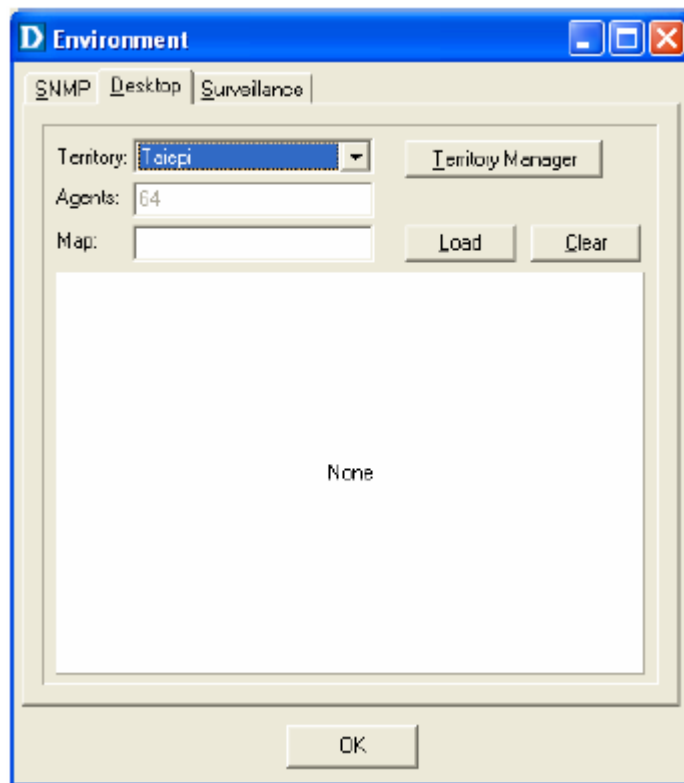 D Environment
SNMP Desktop Surveillance
Territory: Taiepi Territory Manager
Agents: 64
Map: Load Clear
None
OK